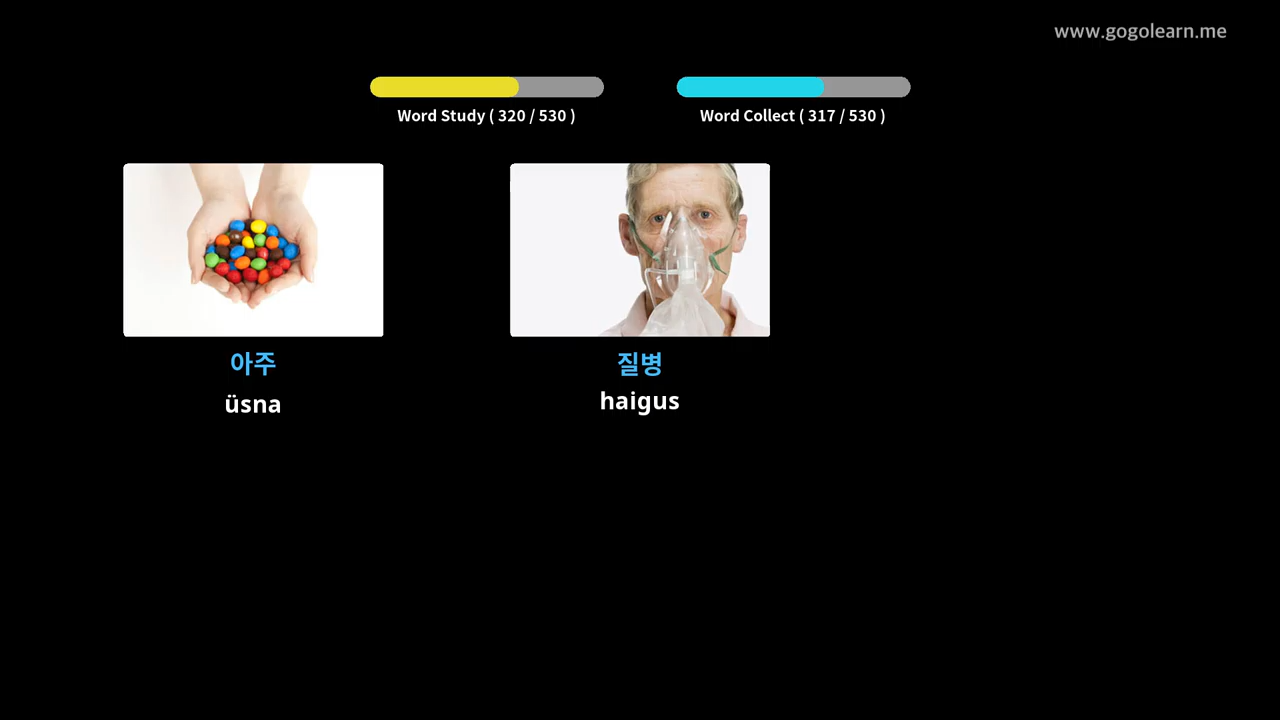 www.gogolearn.me
Word Study ( 320 / 530 )
Word Collect ( 317 / 530 )
아주
üsna
질병
haigus